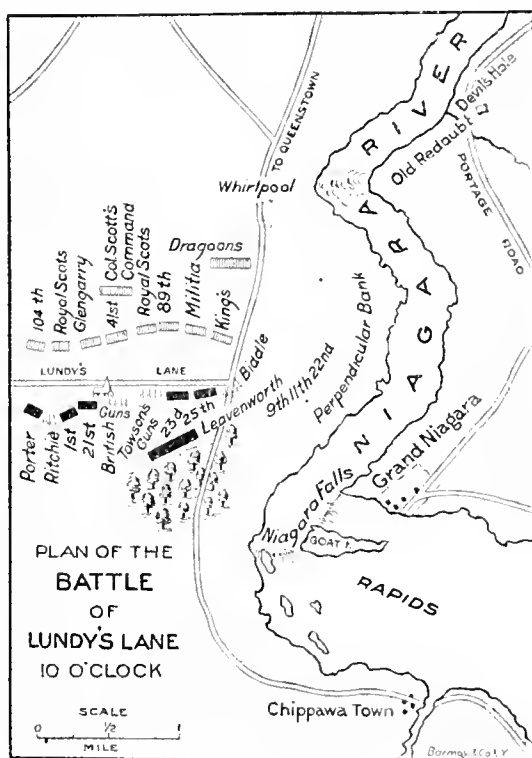 TO QUEENSTOWN
RIVER
Devil's Hole
Old Redoubt
PORTAGE
ROAD
Whirlpool
NIAGARA
Perpendicular Bank
104th
Royal Scots
Glengarry
41st
Col. Scott's
Command
Royal Scots
89th
Dragoons
Militia
King's
LUNDY'S LANE
Biddle
Porter
Ritchie
1st
21st
British
Guns
Towsons
Guns
23d
25th
Leavenworth
9th 11th 22nd
Grand Niagara
Niagara Falls
GOAT I.
RAPIDS
PLAN OF THE
BATTLE
OF
LUNDY'S LANE
10 O'CLOCK
SCALE
0 ½ 1
MILE
Chippawa Town